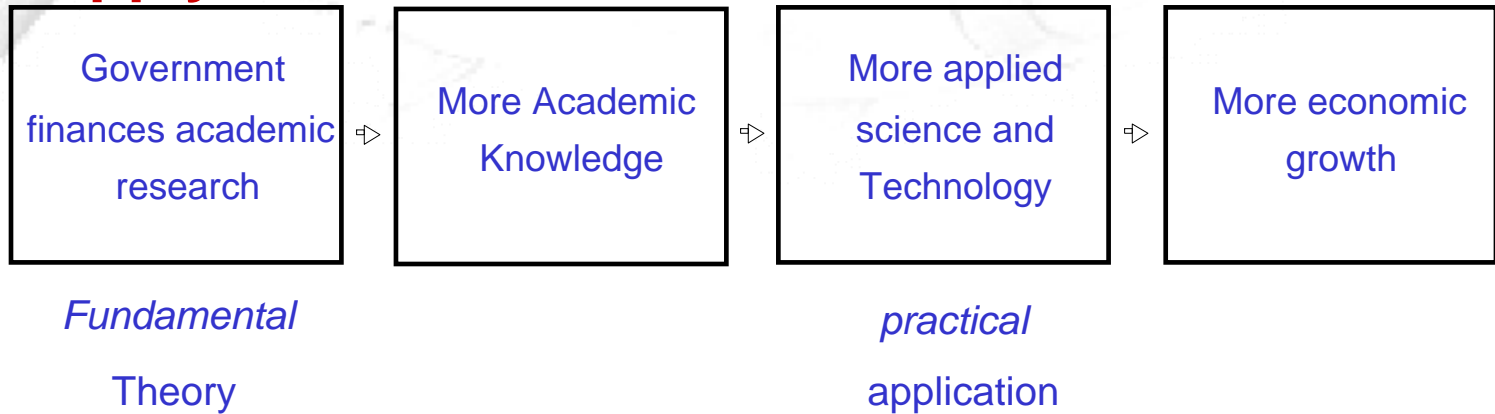 Government
finances academic
research
More Academic
Knowledge
More applied
science and
Technology
More economic
growth
Fundamental
Theory
practical
application